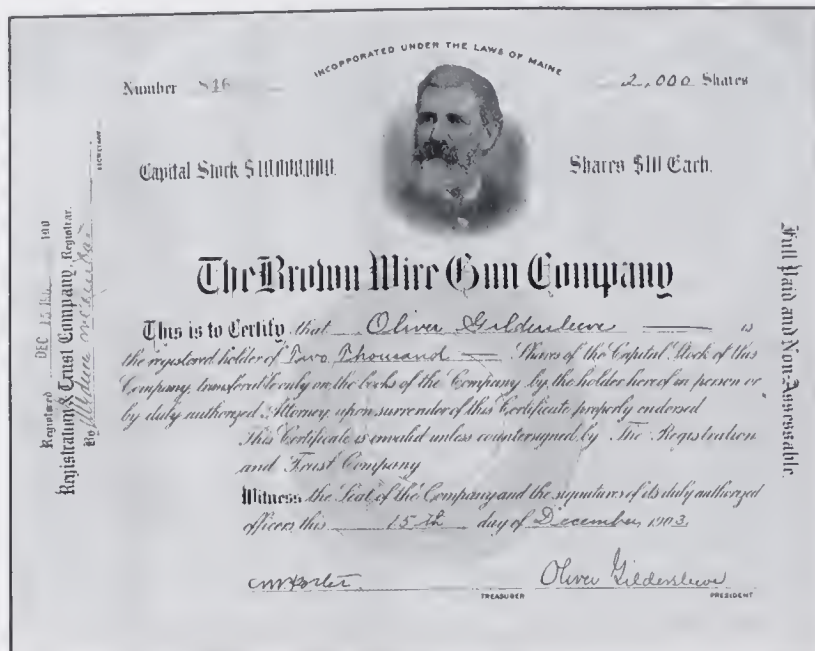 INCORPORATED UNDER THE LAWS OF MAINE
Number 816
2,000 Shares
Capital Stock $10,000,000.
Shares $10 Each.
The Brown Wire Gun Company
This is to Certify that Oliver Gildersleeve is
the registered holder of Two Thousand Shares of the Capital Stock of this
Company, transferable only on the books of the Company by the holder hereof in person or
by duly authorized Attorney upon surrender of this Certificate properly endorsed
This Certificate is invalid unless countersigned by The Registration
and Trust Company
Witness the Seal of the Company and the signatures of its duly authorized
officers this 15th day of December, 1903.
Oliver Gildersleeve
TREASURER
PRESIDENT
Registered DEC 15 190
Registration & Trust Company, Registrar.
By
SECRETARY
Full Paid and Non-Assessable.